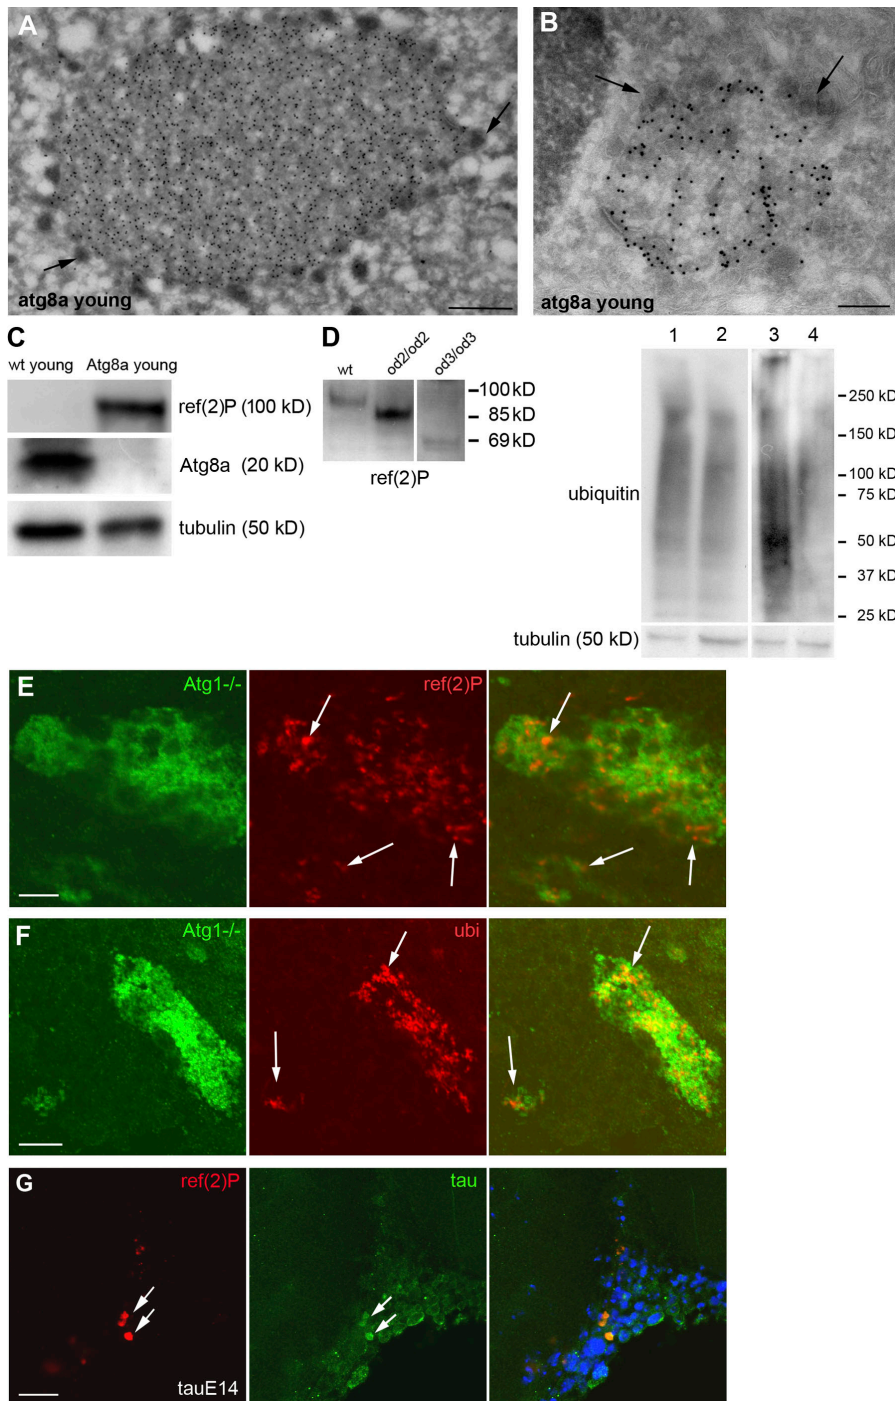 A
atg8a young
B
atg8a young
C
wt young Atg8a young
ref(2)P (100 kD)
Atg8a (20 kD)
tubulin (50 kD)
D
wt od2/od2 od3/od3
100 kD
85 kD
69 kD
ref(2)P
1 2 3 4
250 kD
150 kD
100 kD
75 kD
50 kD
37 kD
25 kD
ubiquitin
tubulin (50 kD)
E Atg1-/- ref(2)P
F Atg1-/- ubi
G ref(2)P tau
tauE14